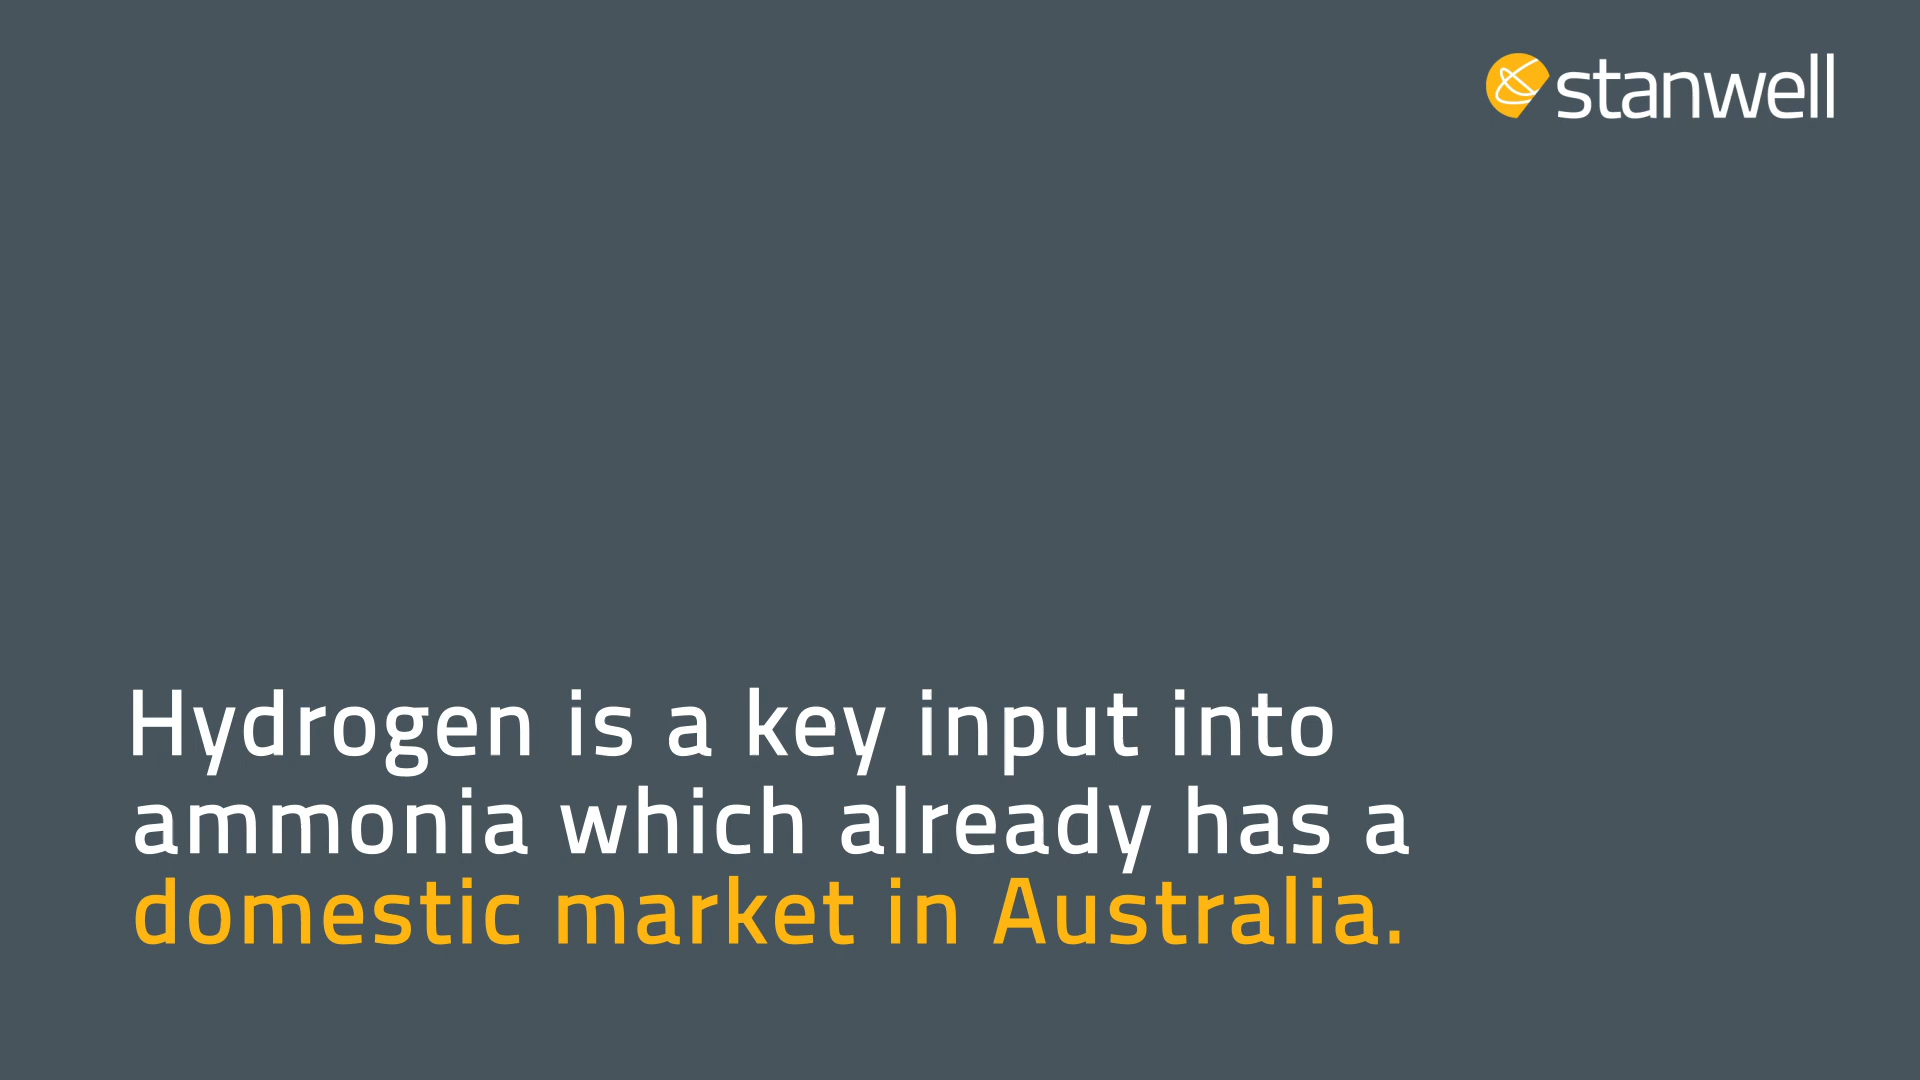 stanwell
Hydrogen is a key input into
ammonia which already has a
domestic market in Australia.